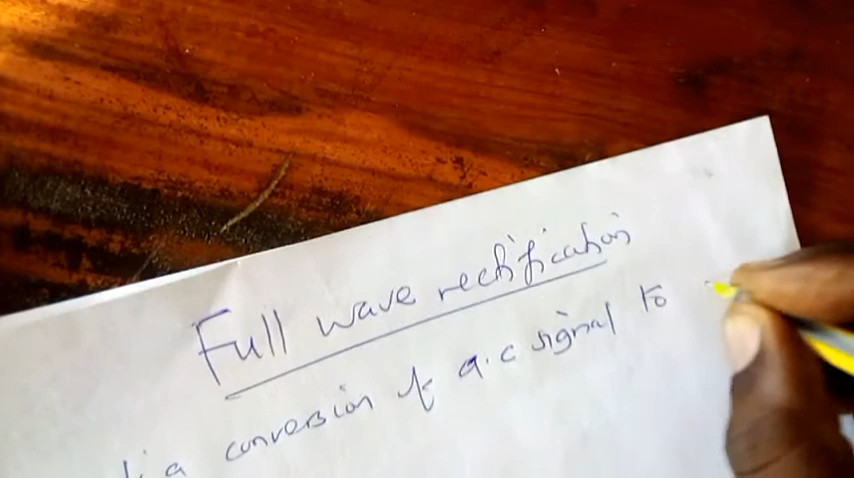 Full wave rectification
a conversion of a.c signal to